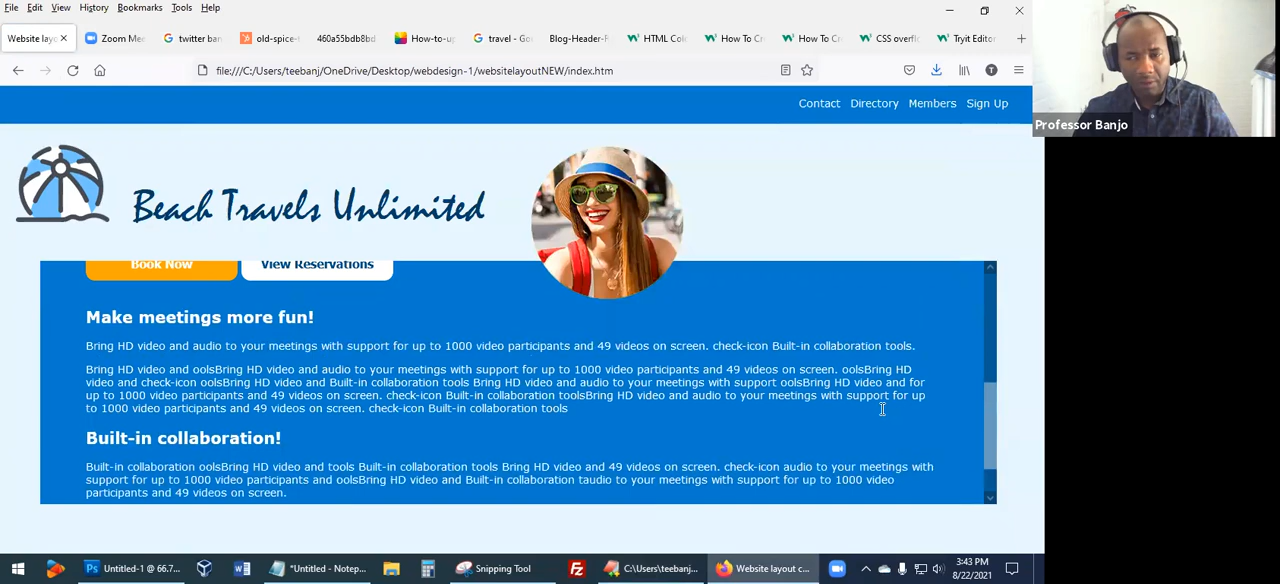 File Edit View History Bookmarks Tools Help
Website layo Zoom Mee twitter ban old-spice- 460a55bdb8bd How-to-u travel - Go Blog-Header-F HTML Col How To Cr How To Cr CSS overfl Tryit Editor
file:///C:/Users/teebanj/OneDrive/Desktop/webdesign-1/websitelayoutNEW/index.htm
T
Contact Directory Members Sign Up
Professor Banjo
Beach Travels Unlimited
Book Now View Reservations
Make meetings more fun!
Bring HD video and audio to your meetings with support for up to 1000 video participants and 49 videos on screen. check-icon Built-in collaboration tools.
Bring HD video and oolsBring HD video and audio to your meetings with support for up to 1000 video participants and 49 videos on screen. oolsBring HD
video and check-icon oolsBring HD video and Built-in collaboration tools Bring HD video and audio to your meetings with support oolsBring HD video and for
up to 1000 video participants and 49 videos on screen. check-icon Built-in collaboration toolsBring HD video and audio to your meetings with support for up
to 1000 video participants and 49 videos on screen. check-icon Built-in collaboration tools
Built-in collaboration!
Built-in collaboration oolsBring HD video and tools Built-in collaboration tools Bring HD video and 49 videos on screen. check-icon audio to your meetings with
support for up to 1000 video participants and oolsBring HD video and Built-in collaboration taudio to your meetings with support for up to 1000 video
participants and 49 videos on screen.
Untitled-1 @ 66.7... *Untitled - Notep... Snipping Tool C:\Users\teebanj... Website layout c... 3:43 PM
8/22/2021